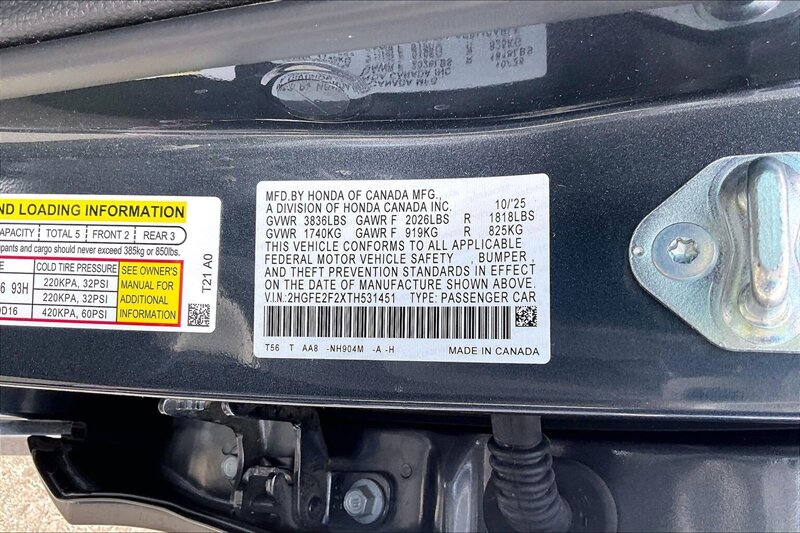 ND LOADING INFORMATION
APACITY TOTAL 5 FRONT 2 REAR 3
pants and cargo should never exceed 385kg or 850lbs.
E COLD TIRE PRESSURE SEE OWNER'S MANUAL FOR ADDITIONAL INFORMATION
6 93H 220KPA, 32PSI
220KPA, 32PSI
D16 420KPA, 60PSI
T21 A0
MFD.BY HONDA OF CANADA MFG.,
A DIVISION OF HONDA CANADA INC. 10/'25
GVWR 3836LBS GAWR F 2026LBS R 1818LBS
GVWR 1740KG GAWR F 919KG R 825KG
THIS VEHICLE CONFORMS TO ALL APPLICABLE
FEDERAL MOTOR VEHICLE SAFETY , BUMPER ,
AND THEFT PREVENTION STANDARDS IN EFFECT
ON THE DATE OF MANUFACTURE SHOWN ABOVE.
V.I.N:2HGFE2F2XTH531451 TYPE: PASSENGER CAR
T56 T AA8 -NH904M -A -H MADE IN CANADA